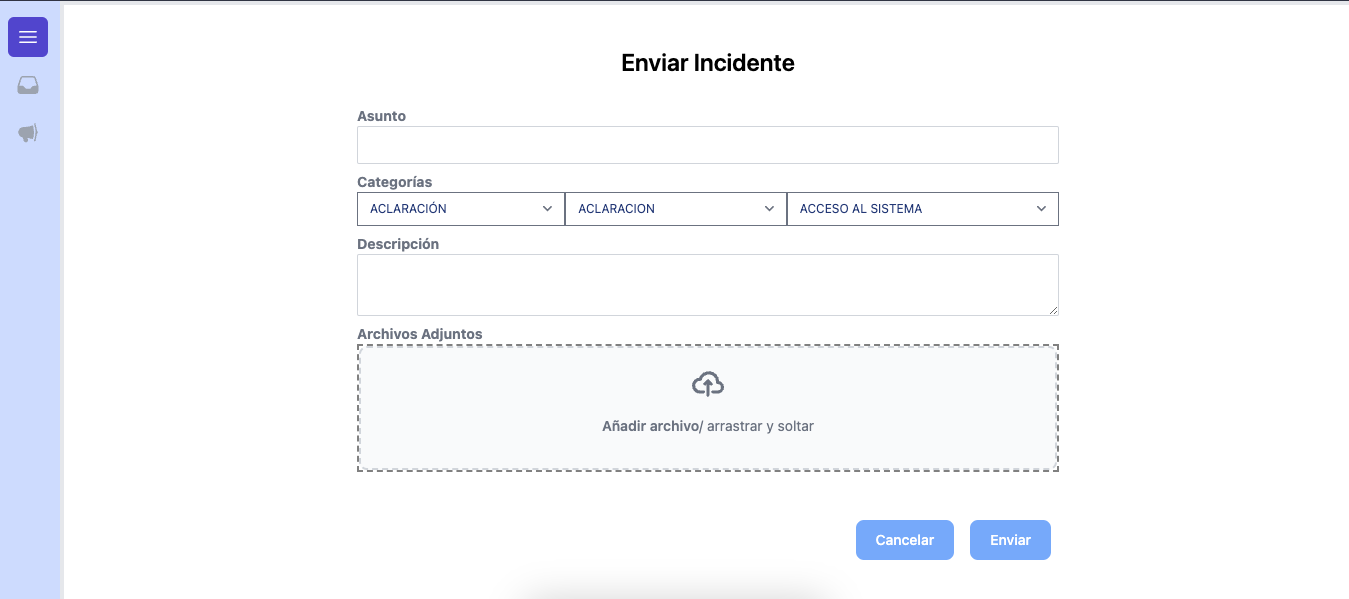 Enviar Incidente
Asunto
Categorías
ACLARACIÓN ACLARACION ACCESO AL SISTEMA
Descripción
Archivos Adjuntos
Añadir archivo/ arrastrar y soltar
Cancelar Enviar